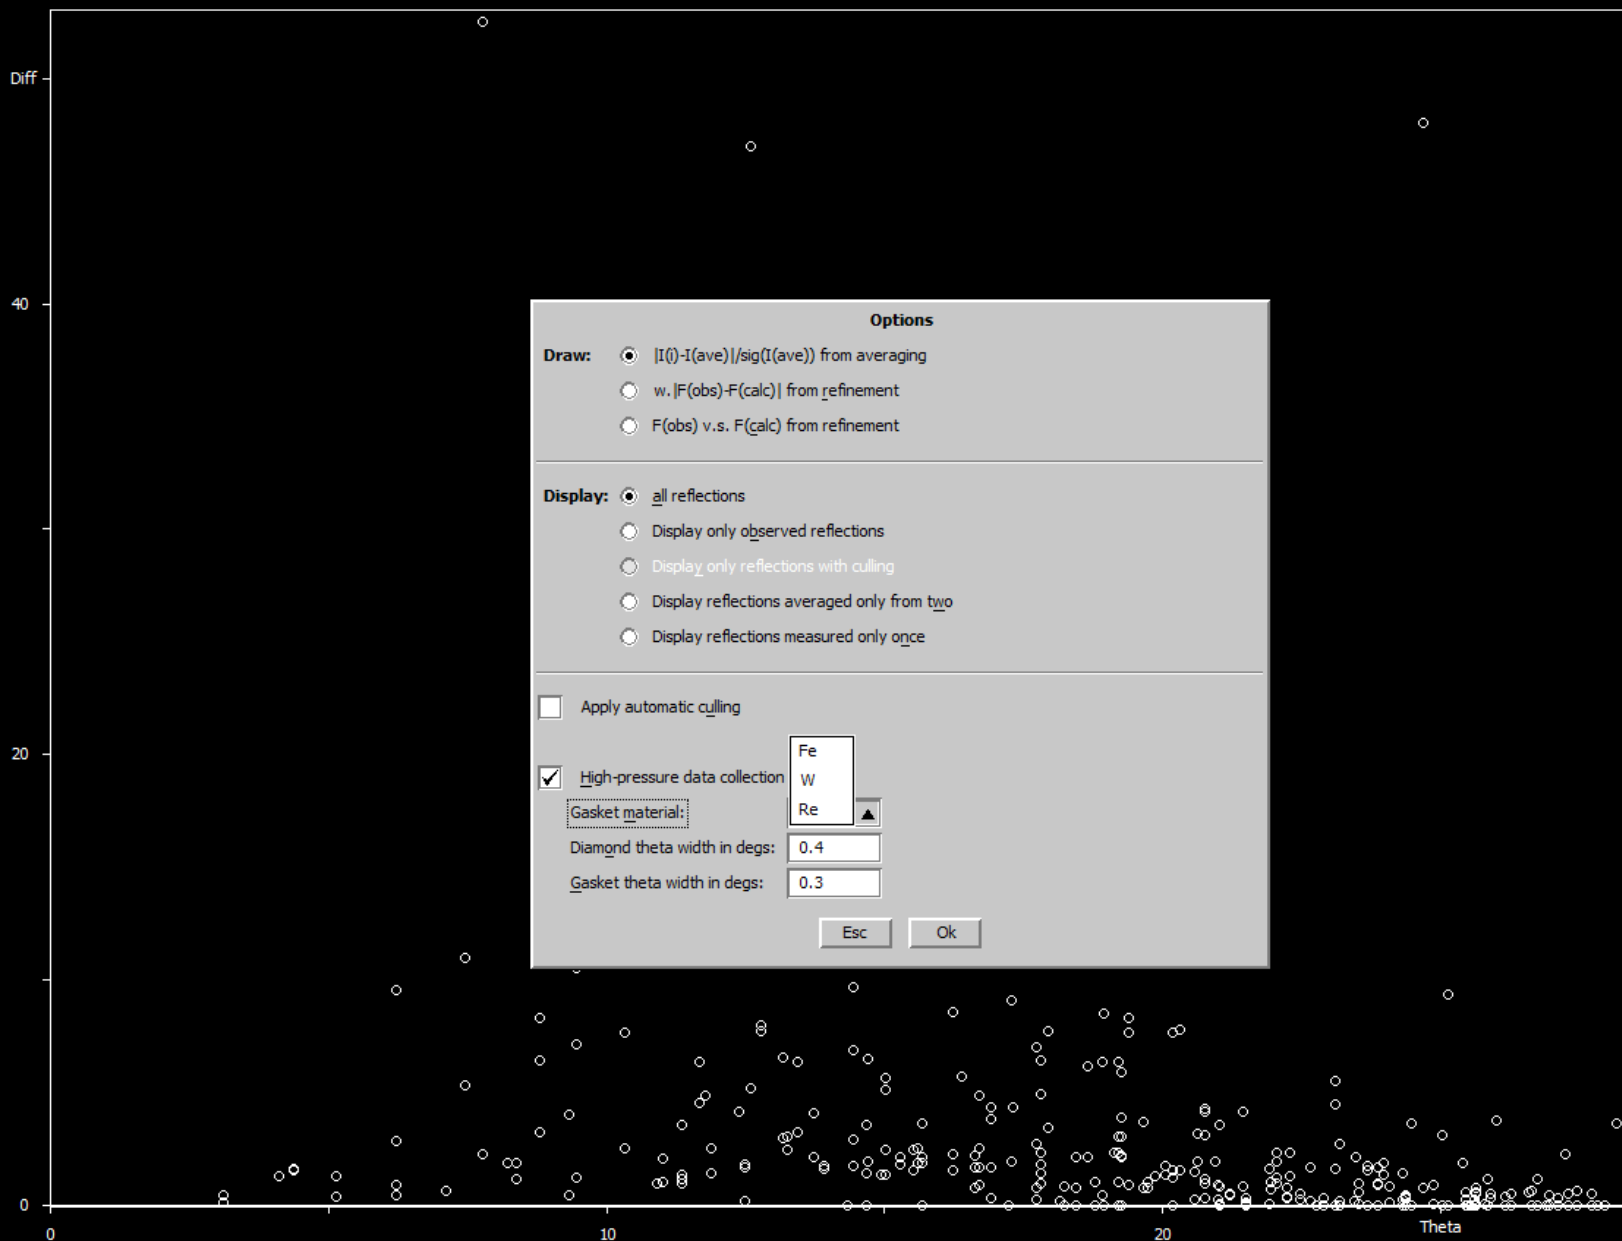 Diff
40
20
0
0
10
20
Theta
Options
Draw: |I(i)-I(ave)|/sig(I(ave)) from averaging
w.|F(obs)-F(calc)| from refinement
F(obs) v.s. F(calc) from refinement
Display: all reflections
Display only observed reflections
Display only reflections with culling
Display reflections averaged only from two
Display reflections measured only once
Apply automatic culling
Fe
High-pressure data collection W
Gasket material: Re
Diamond theta width in degs: 0.4
Gasket theta width in degs: 0.3
Esc Ok